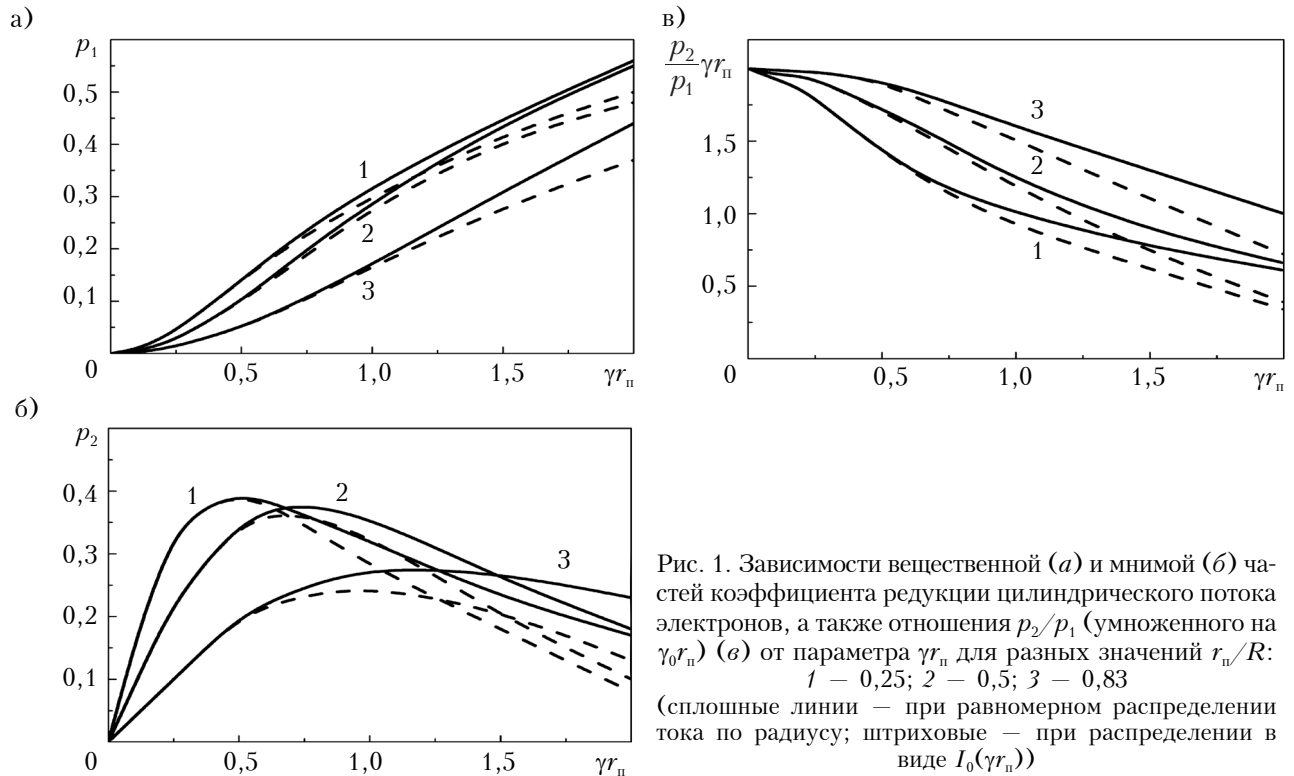 а)
p₁
0,5
0,4
0,3
0,2
0,1
0
0,5
1,0
1,5
γrп
1
2
3
в)
p₂/p₁ γrп
1,5
1,0
0,5
0
0,5
1,0
1,5
γrп
3
2
1
б)
p₂
0,4
0,3
0,2
0,1
0
0,5
1,0
1,5
γrп
1
2
3
Рис. 1. Зависимости вещественной (а) и мнимой (б) ча-
стей коэффициента редукции цилиндрического потока
электронов, а также отношения p₂/p₁ (умноженного на
γ₀rп) (в) от параметра γrп для разных значений rп/R:
1 – 0,25; 2 – 0,5; 3 – 0,83
(сплошные линии – при равномерном распределении
тока по радиусу; штриховые – при распределении в
виде I₀(γrп))